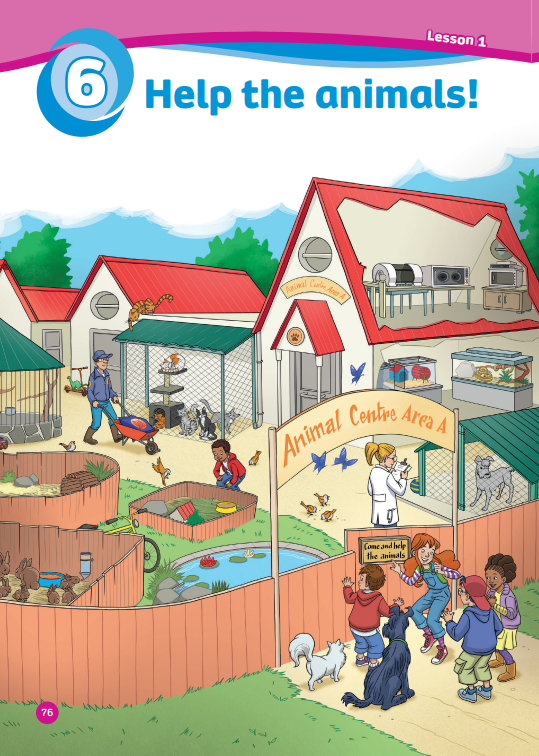 Lesson 1
6
Help the animals!
Animal Centre Area A
Animal Centre Area A
Come and help
the animals
76